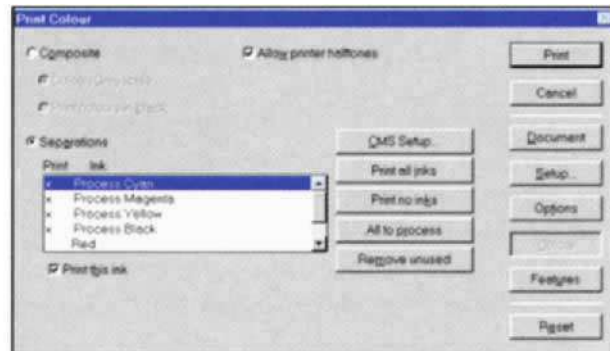 Print Colour
Composite
Allow printer halftones
Print
Cancel
Separations
CMS Setup...
Document
Print Ink
Print all inks
x Process Cyan
Setup...
x Process Magenta
Print no inks
x Process Yellow
Options
x Process Black
All to process
Red
Print this ink
Remove unused
Features
Reset